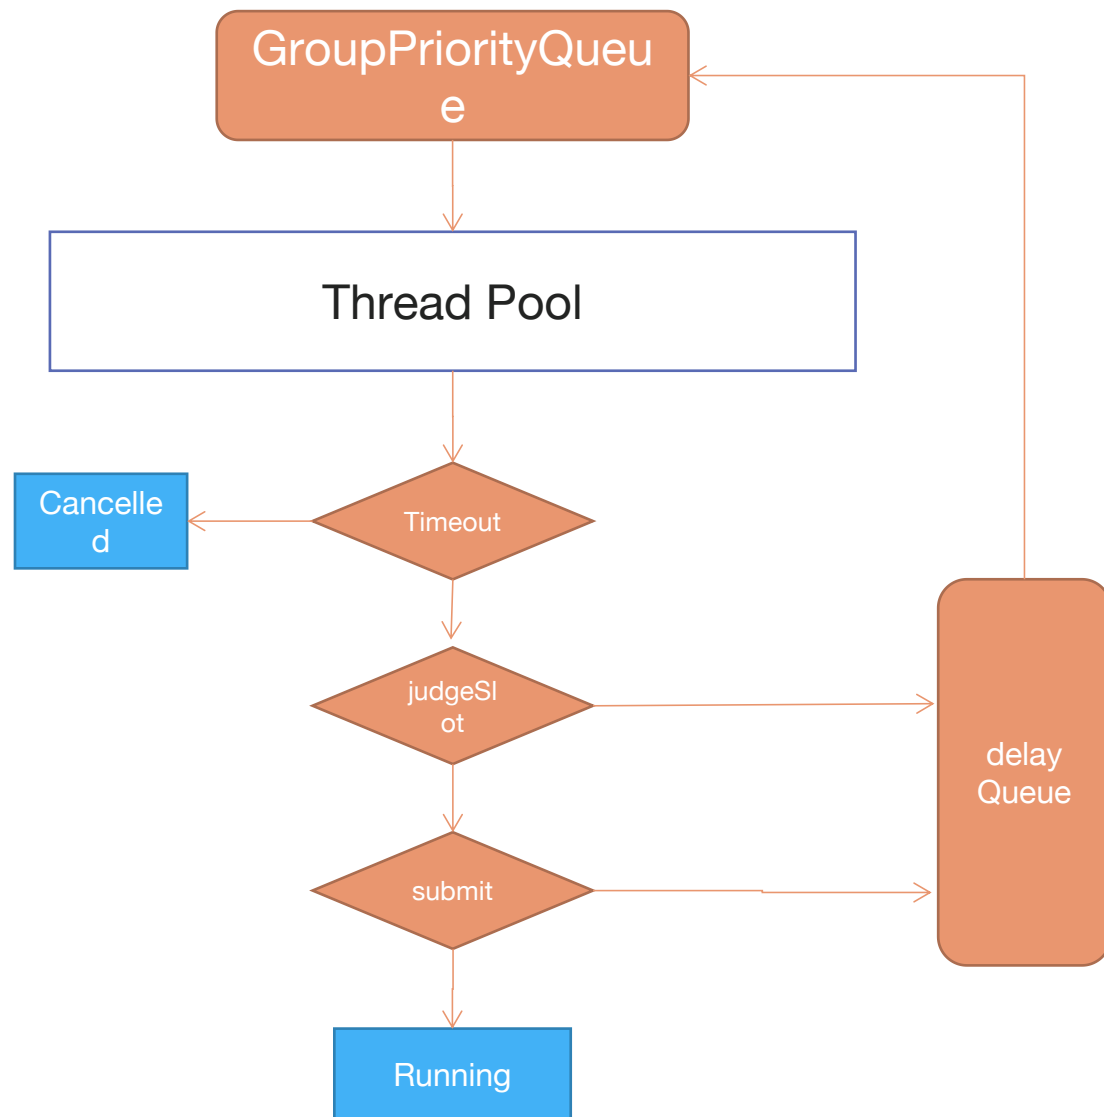 GroupPriorityQueu
e
Thread Pool
Cancelle
d
Timeout
judgeSl
ot
delay
Queue
submit
Running